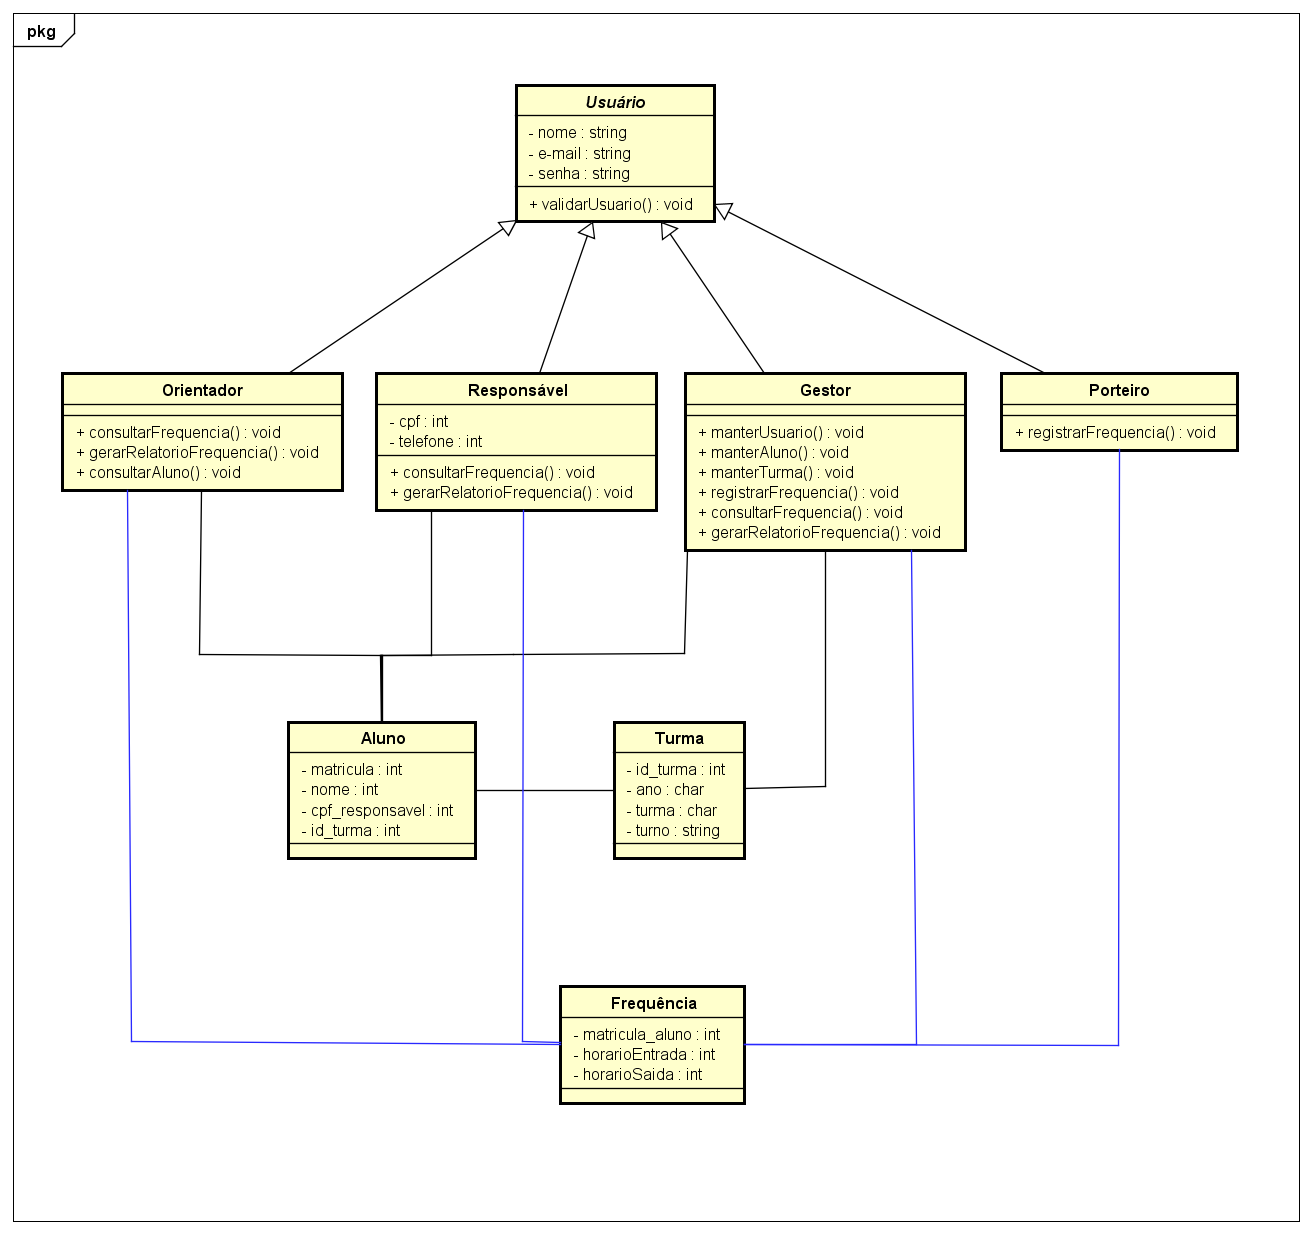 pkg
Usuário
- nome : string
- e-mail : string
- senha : string
+ validarUsuario() : void
Orientador
+ consultarFrequencia() : void
+ gerarRelatorioFrequencia() : void
+ consultarAluno() : void
Responsável
- cpf : int
- telefone : int
+ consultarFrequencia() : void
+ gerarRelatorioFrequencia() : void
Gestor
+ manterUsuario() : void
+ manterAluno() : void
+ manterTurma() : void
+ registrarFrequencia() : void
+ consultarFrequencia() : void
+ gerarRelatorioFrequencia() : void
Porteiro
+ registrarFrequencia() : void
Aluno
- matricula : int
- nome : int
- cpf_responsavel : int
- id_turma : int
Turma
- id_turma : int
- ano : char
- turma : char
- turno : string
Frequência
- matricula_aluno : int
- horarioEntrada : int
- horarioSaida : int